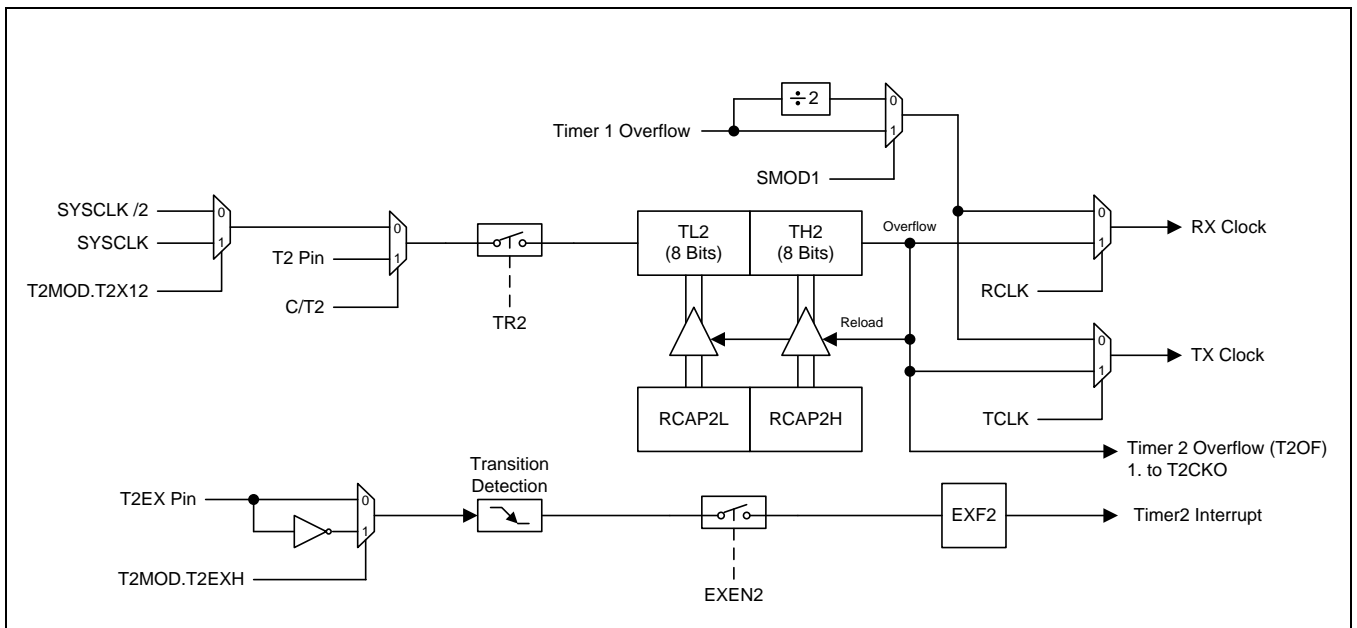 ÷2
0
Timer 1 Overflow
1
SMOD1
SYSCLK /2
0
SYSCLK
1
T2MOD.T2X12
0
T2 Pin
1
C/T2
TR2
TL2
(8 Bits)
TH2
(8 Bits)
Overflow
0
1
RX Clock
RCLK
Reload
0
1
TX Clock
TCLK
RCAP2L
RCAP2H
Timer 2 Overflow (T2OF)
1. to T2CKO
T2EX Pin
0
1
T2MOD.T2EXH
Transition
Detection
EXEN2
EXF2
Timer2 Interrupt